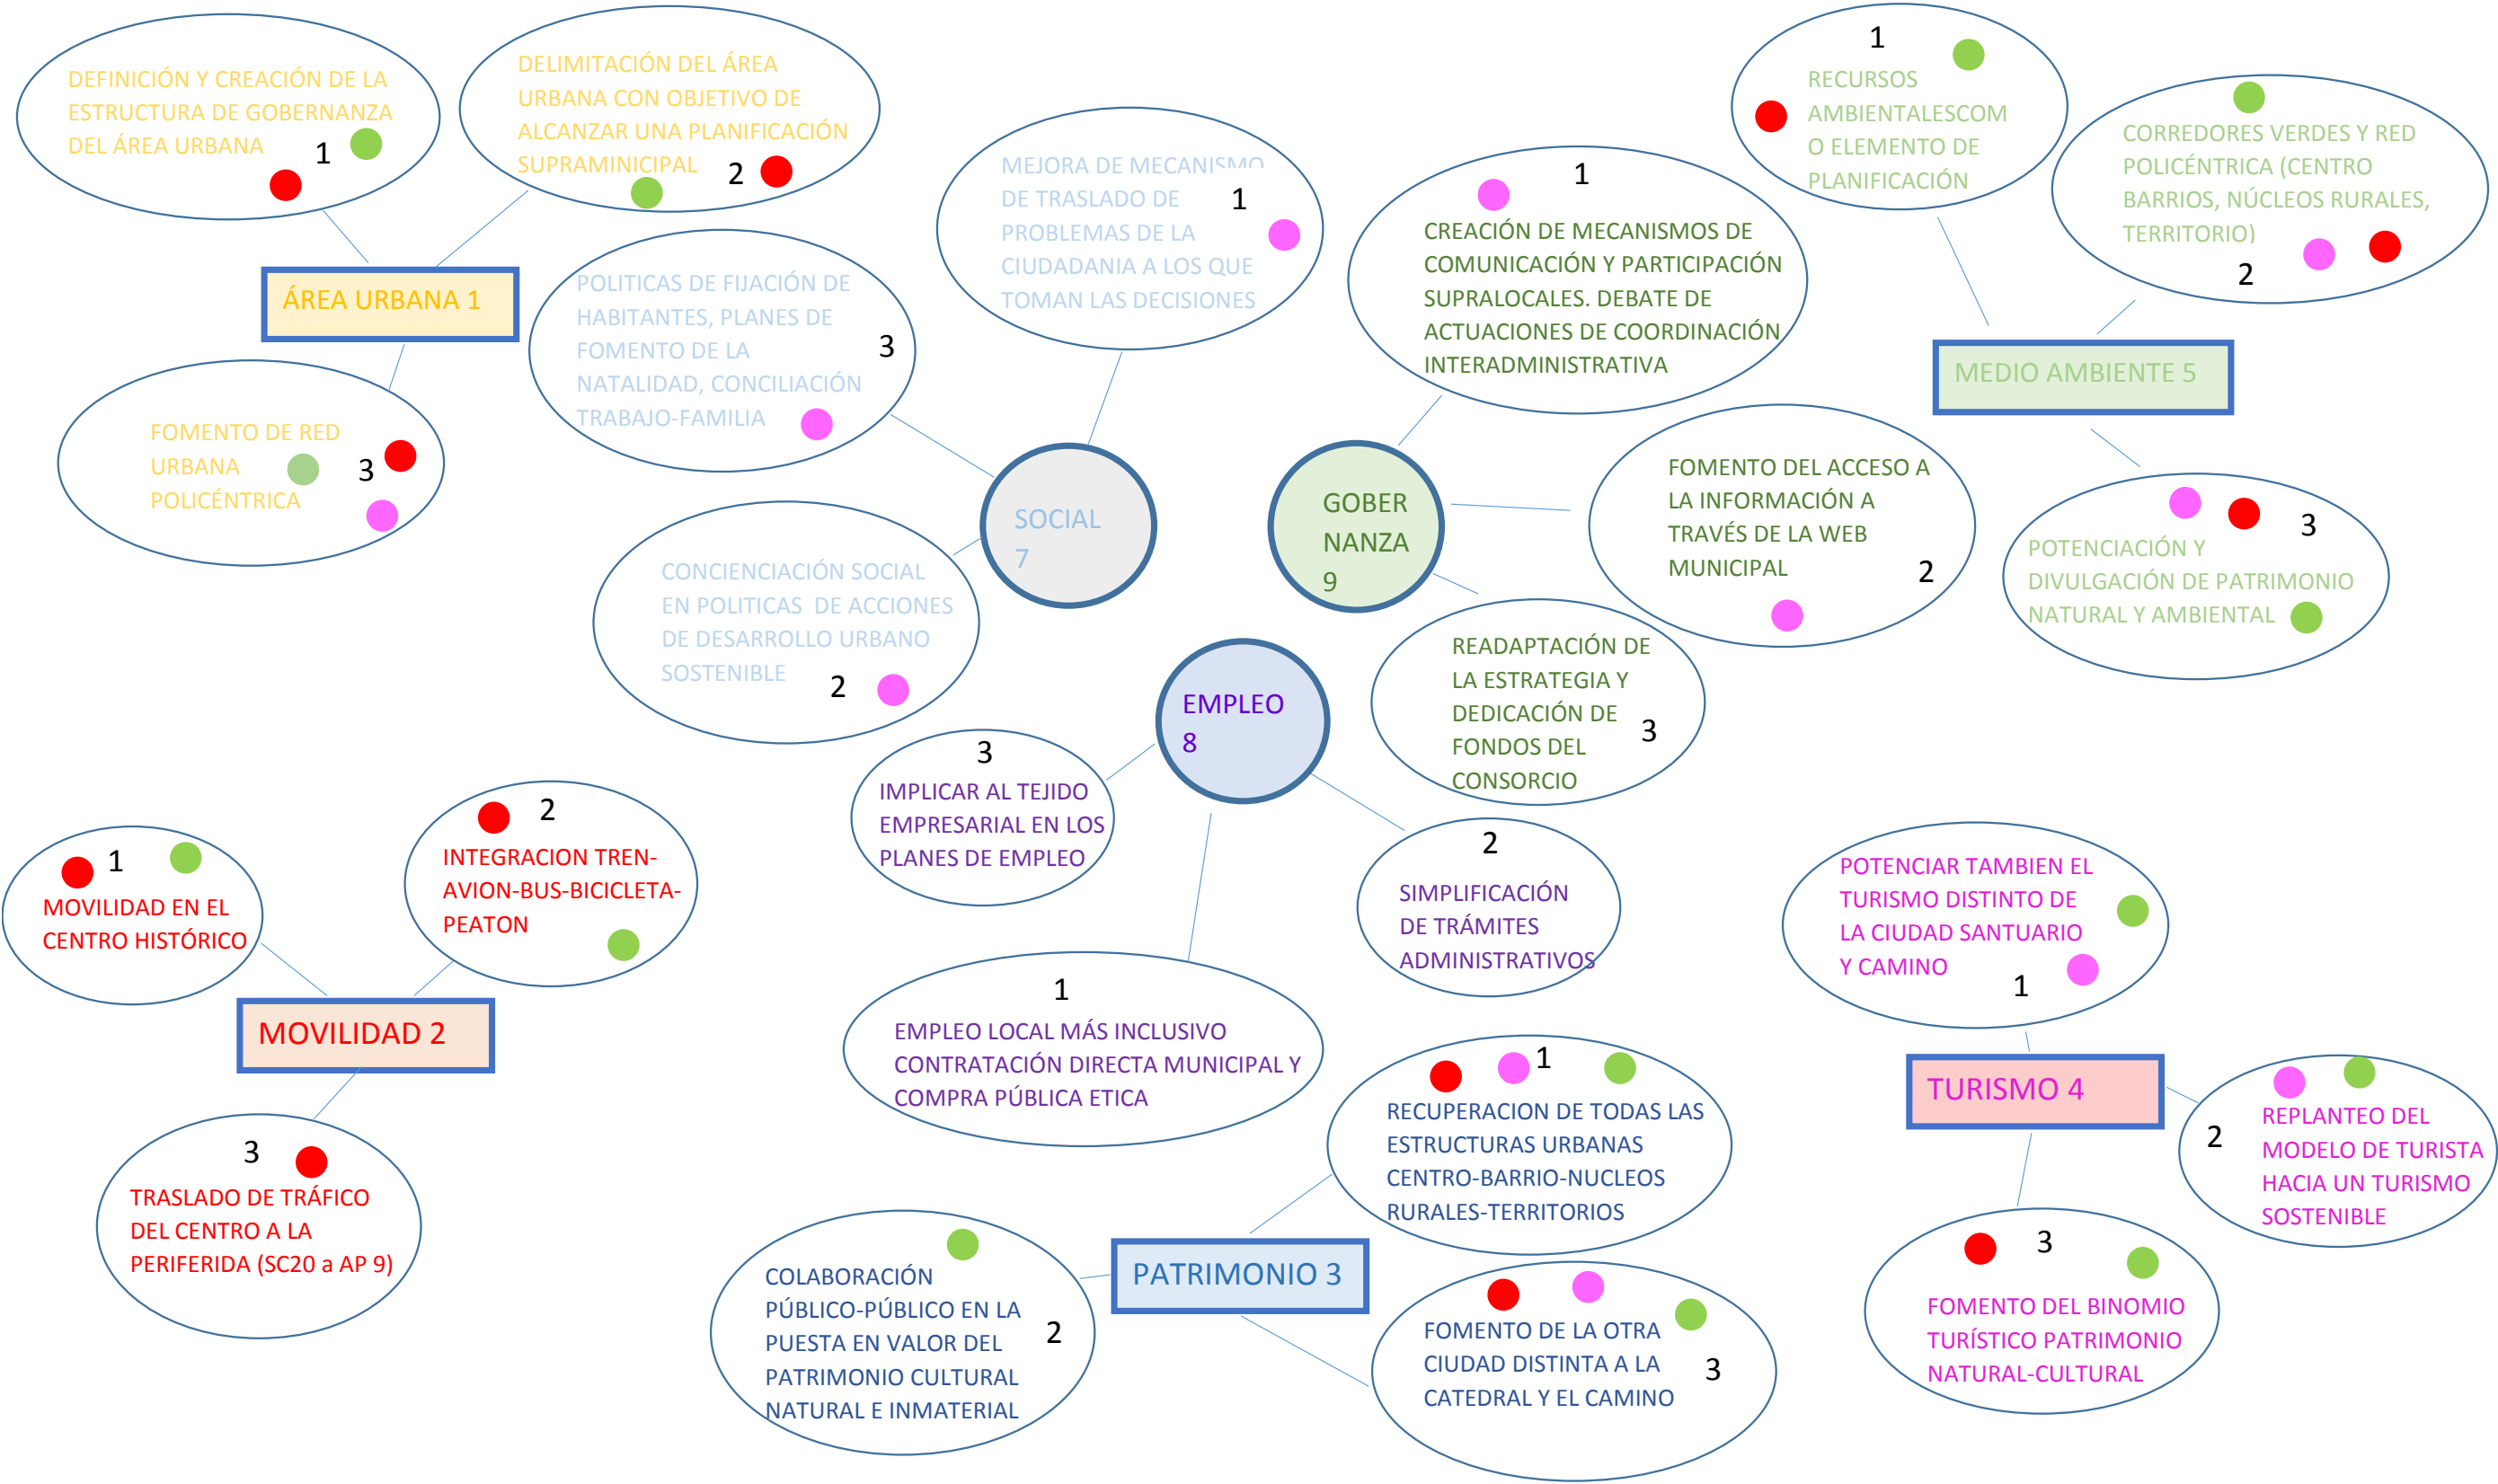 DEFINICIÓN Y CREACIÓN DE LA
ESTRUCTURA DE GOBERNANZA
DEL ÁREA URBANA
1
DELIMITACIÓN DEL ÁREA
URBANA CON OBJETIVO DE
ALCANZAR UNA PLANIFICACIÓN
SUPRAMINICIPAL
2
ÁREA URBANA 1
FOMENTO DE RED
URBANA
POLICÉNTRICA
3
POLITICAS DE FIJACIÓN DE
HABITANTES, PLANES DE
FOMENTO DE LA
NATALIDAD, CONCILIACIÓN
TRABAJO-FAMILIA
3
MEJORA DE MECANISMO
DE TRASLADO DE
PROBLEMAS DE LA
CIUDADANIA A LOS QUE
TOMAN LAS DECISIONES
1
SOCIAL
7
CONCIENCIACIÓN SOCIAL
EN POLITICAS DE ACCIONES
DE DESARROLLO URBANO
SOSTENIBLE
2
1
CREACIÓN DE MECANISMOS DE
COMUNICACIÓN Y PARTICIPACIÓN
SUPRALOCALES. DEBATE DE
ACTUACIONES DE COORDINACIÓN
INTERADMINISTRATIVA
GOBER
NANZA
9
FOMENTO DEL ACCESO A
LA INFORMACIÓN A
TRAVÉS DE LA WEB
MUNICIPAL
2
READAPTACIÓN DE
LA ESTRATEGIA Y
DEDICACIÓN DE
FONDOS DEL
CONSORCIO
3
1
RECURSOS
AMBIENTALESCOM
O ELEMENTO DE
PLANIFICACIÓN
CORREDORES VERDES Y RED
POLICÉNTRICA (CENTRO
BARRIOS, NÚCLEOS RURALES,
TERRITORIO)
2
MEDIO AMBIENTE 5
3
POTENCIACIÓN Y
DIVULGACIÓN DE PATRIMONIO
NATURAL Y AMBIENTAL
EMPLEO
8
3
IMPLICAR AL TEJIDO
EMPRESARIAL EN LOS
PLANES DE EMPLEO
2
SIMPLIFICACIÓN
DE TRÁMITES
ADMINISTRATIVOS
1
EMPLEO LOCAL MÁS INCLUSIVO
CONTRATACIÓN DIRECTA MUNICIPAL Y
COMPRA PÚBLICA ETICA
1
MOVILIDAD EN EL
CENTRO HISTÓRICO
2
INTEGRACION TREN-
AVION-BUS-BICICLETA-
PEATON
MOVILIDAD 2
3
TRASLADO DE TRÁFICO
DEL CENTRO A LA
PERIFERIDA (SC20 a AP 9)
1
RECUPERACION DE TODAS LAS
ESTRUCTURAS URBANAS
CENTRO-BARRIO-NUCLEOS
RURALES-TERRITORIOS
PATRIMONIO 3
COLABORACIÓN
PÚBLICO-PÚBLICO EN LA
PUESTA EN VALOR DEL
PATRIMONIO CULTURAL
NATURAL E INMATERIAL
2
FOMENTO DE LA OTRA
CIUDAD DISTINTA A LA
CATEDRAL Y EL CAMINO
3
POTENCIAR TAMBIEN EL
TURISMO DISTINTO DE
LA CIUDAD SANTUARIO
Y CAMINO
1
TURISMO 4
2
REPLANTEO DEL
MODELO DE TURISTA
HACIA UN TURISMO
SOSTENIBLE
3
FOMENTO DEL BINOMIO
TURÍSTICO PATRIMONIO
NATURAL-CULTURAL